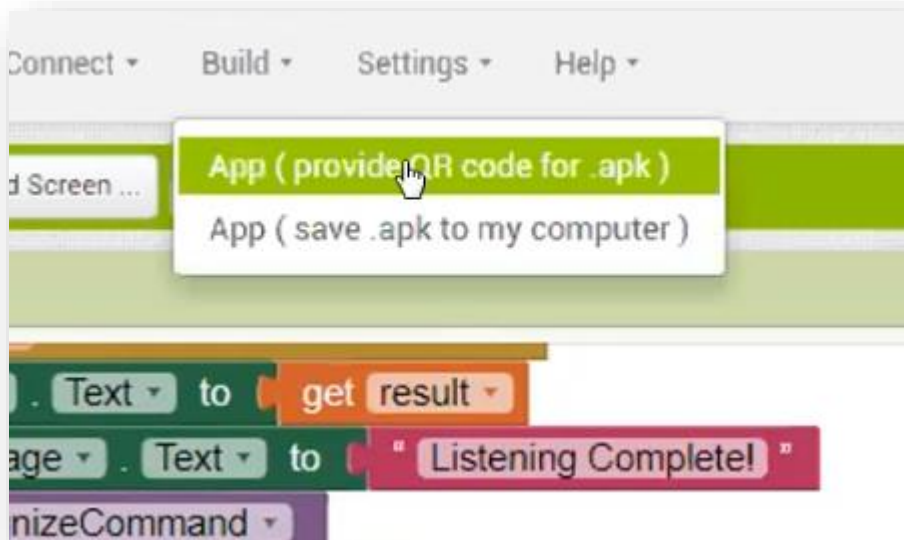 Connect Build Settings Help
App ( provide QR code for .apk )
d Screen ...
App ( save .apk to my computer )
. Text to get result
age . Text to " Listening Complete! "
nizeCommand